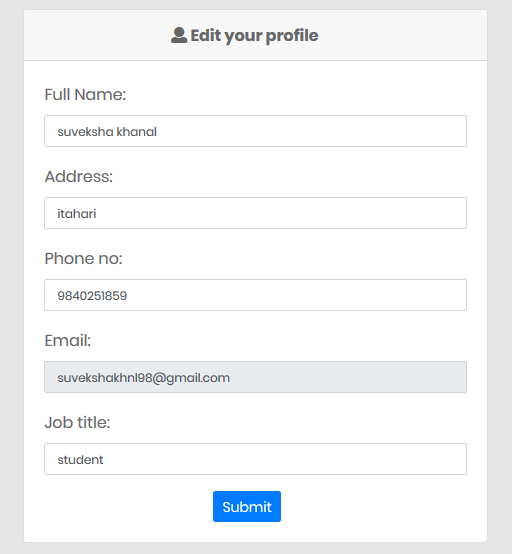 Edit your profile
Full Name:
suveksha khanal
Address:
itahari
Phone no:
9840251859
Email:
suvekshakhnl98@gmail.com
Job title:
student
Submit